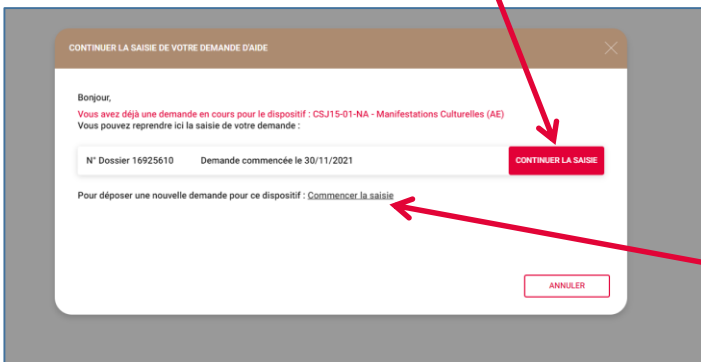 CONTINUER LA SAISIE DE VOTRE DEMANDE D'AIDE
Bonjour,
Vous avez déjà une demande en cours pour le dispositif : CSJ15-01-NA - Manifestations Culturelles (AE)
Vous pouvez reprendre ici la saisie de votre demande :
N° Dossier 16925610 Demande commencée le 30/11/2021 CONTINUER LA SAISIE
Pour déposer une nouvelle demande pour ce dispositif : Commencer la saisie
ANNULER